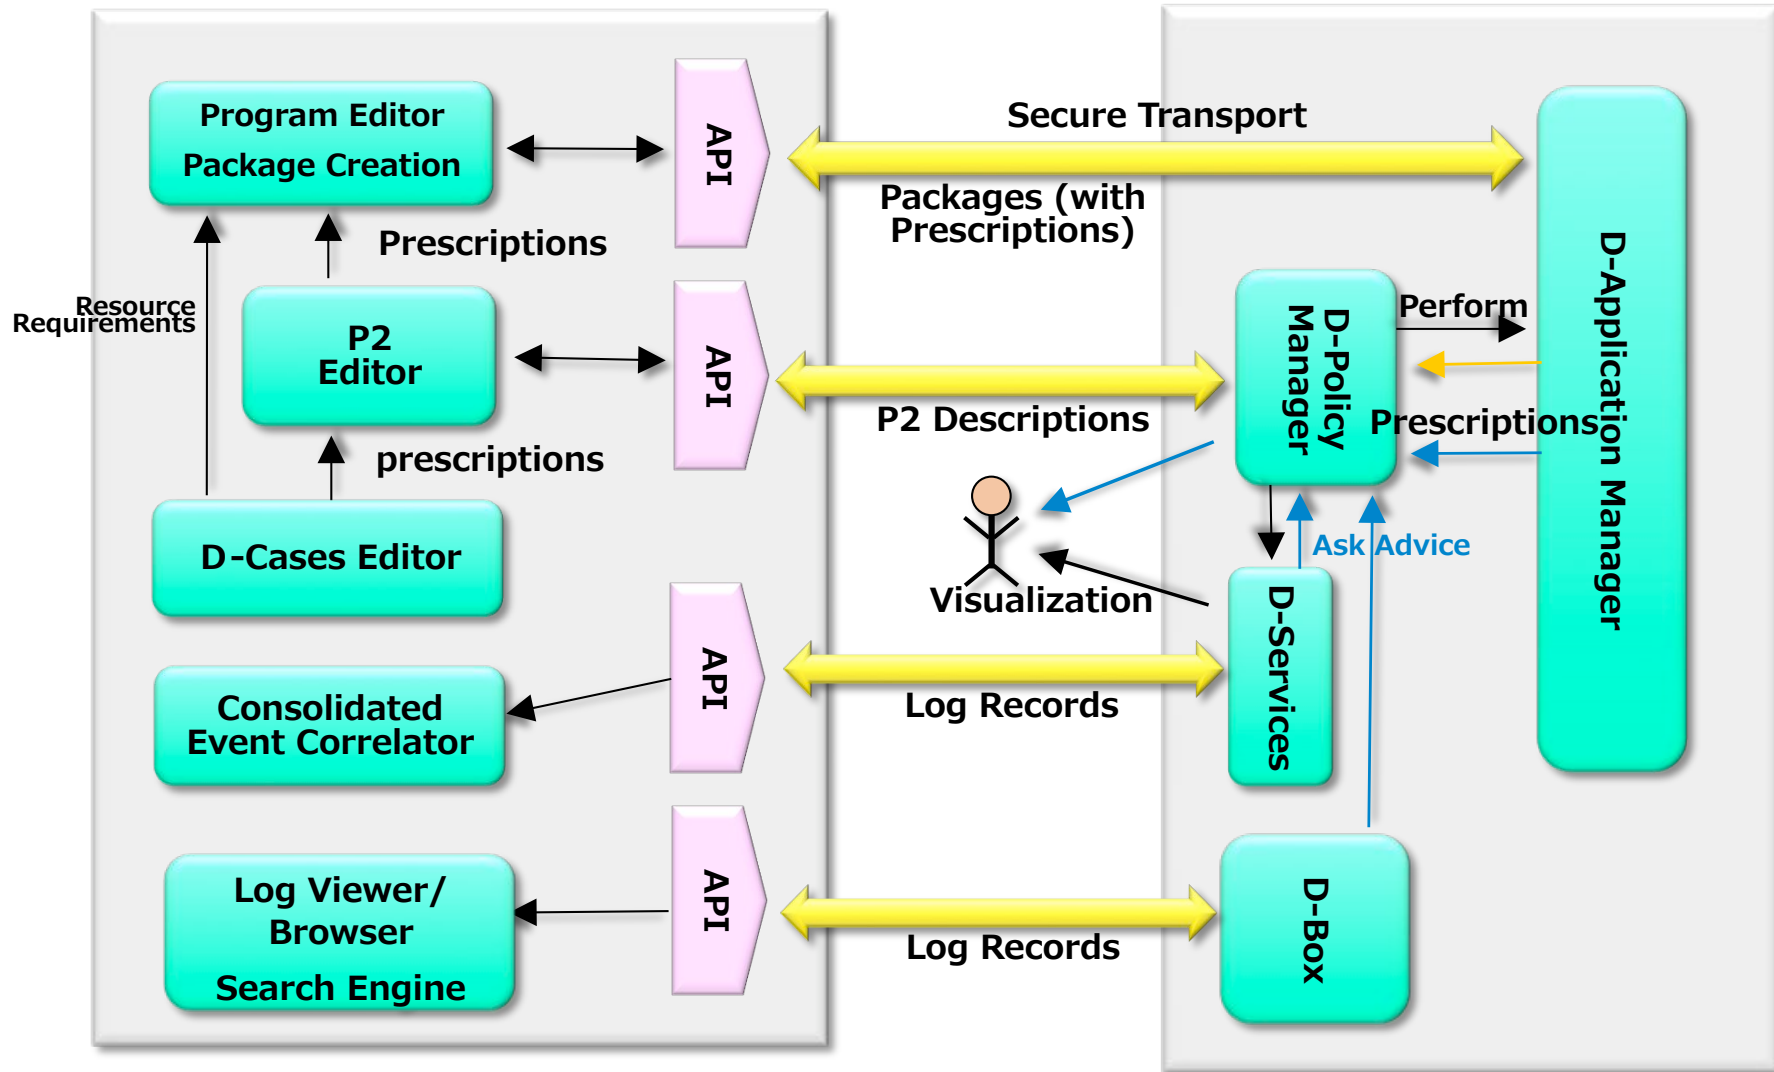 Program Editor
Package Creation
API
Secure Transport
Packages (with
Prescriptions)
Prescriptions
Resource
Requirements
P2
Editor
API
P2 Descriptions
D-Policy
Manager
Perform
Prescriptions
D-Application Manager
prescriptions
D-Cases Editor
Ask Advice
Visualization
D-Services
Consolidated
Event Correlator
API
Log Records
Log Viewer/
Browser
Search Engine
API
Log Records
D-Box